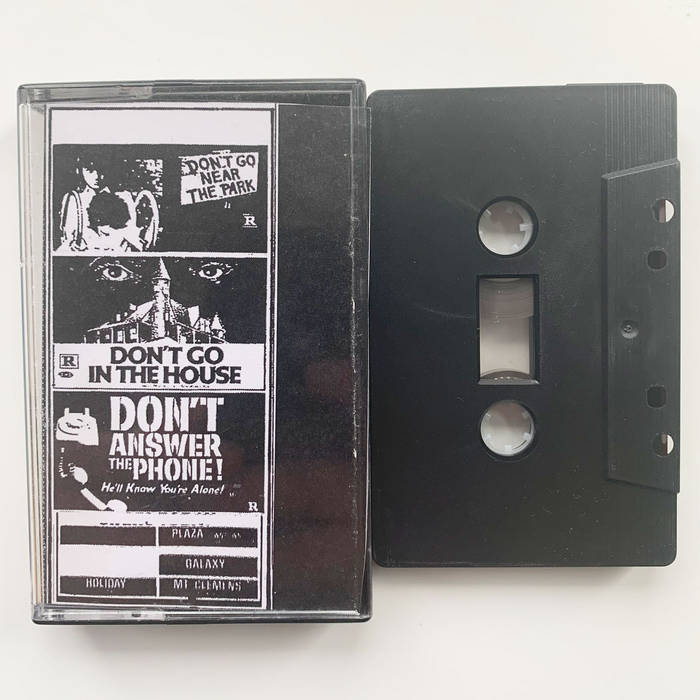 DON'T GO
NEAR
THE PARK
R
R
DON'T GO
IN THE HOUSE
DON'T
ANSWER
THE PHONE!
He'll Know You're Alone!
R
PLAZA
GALAXY
HOLIDAY
MT CLEMENS